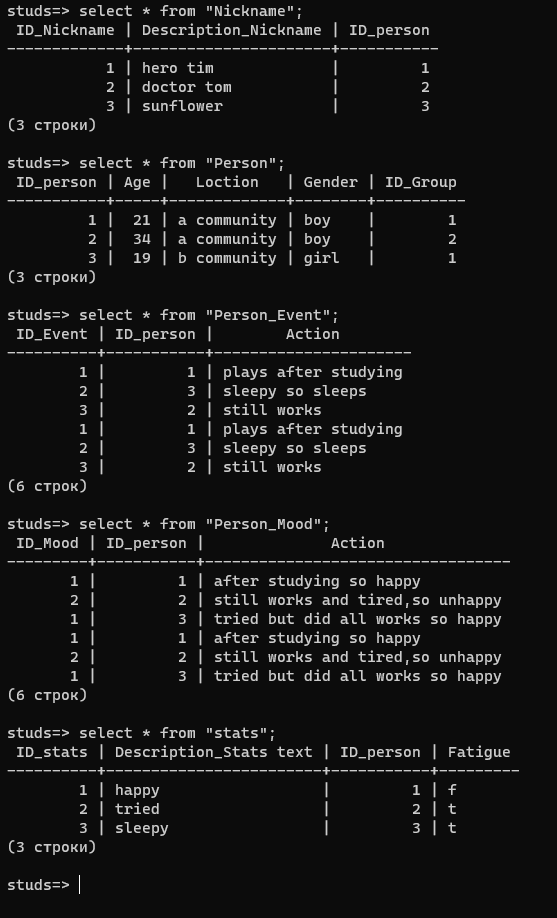 studs=> select * from "Nickname";
 ID_Nickname | Description_Nickname | ID_person
-------------+----------------------+-----------
           1 | hero tim             |         1
           2 | doctor tom           |         2
           3 | sunflower            |         3
(3 строки)

studs=> select * from "Person";
 ID_person | Age |   Loction   | Gender | ID_Group
-----------+-----+-------------+--------+----------
         1 |  21 | a community | boy    |        1
         2 |  34 | a community | boy    |        2
         3 |  19 | b community | girl   |        1
(3 строки)

studs=> select * from "Person_Event";
 ID_Event | ID_person |        Action
----------+-----------+----------------------
        1 |         1 | plays after studying
        2 |         3 | sleepy so sleeps
        3 |         2 | still works
        1 |         1 | plays after studying
        2 |         3 | sleepy so sleeps
        3 |         2 | still works
(6 строк)

studs=> select * from "Person_Mood";
 ID_Mood | ID_person |              Action
---------+-----------+----------------------------------
       1 |         1 | after studying so happy
       2 |         2 | still works and tired,so unhappy
       1 |         3 | tried but did all works so happy
       1 |         1 | after studying so happy
       2 |         2 | still works and tired,so unhappy
       1 |         3 | tried but did all works so happy
(6 строк)

studs=> select * from "stats";
 ID_stats | Description_Stats text | ID_person | Fatigue
----------+------------------------+-----------+---------
        1 | happy                  |         1 | f
        2 | tried                  |         2 | t
        3 | sleepy                 |         3 | t
(3 строки)

studs=>